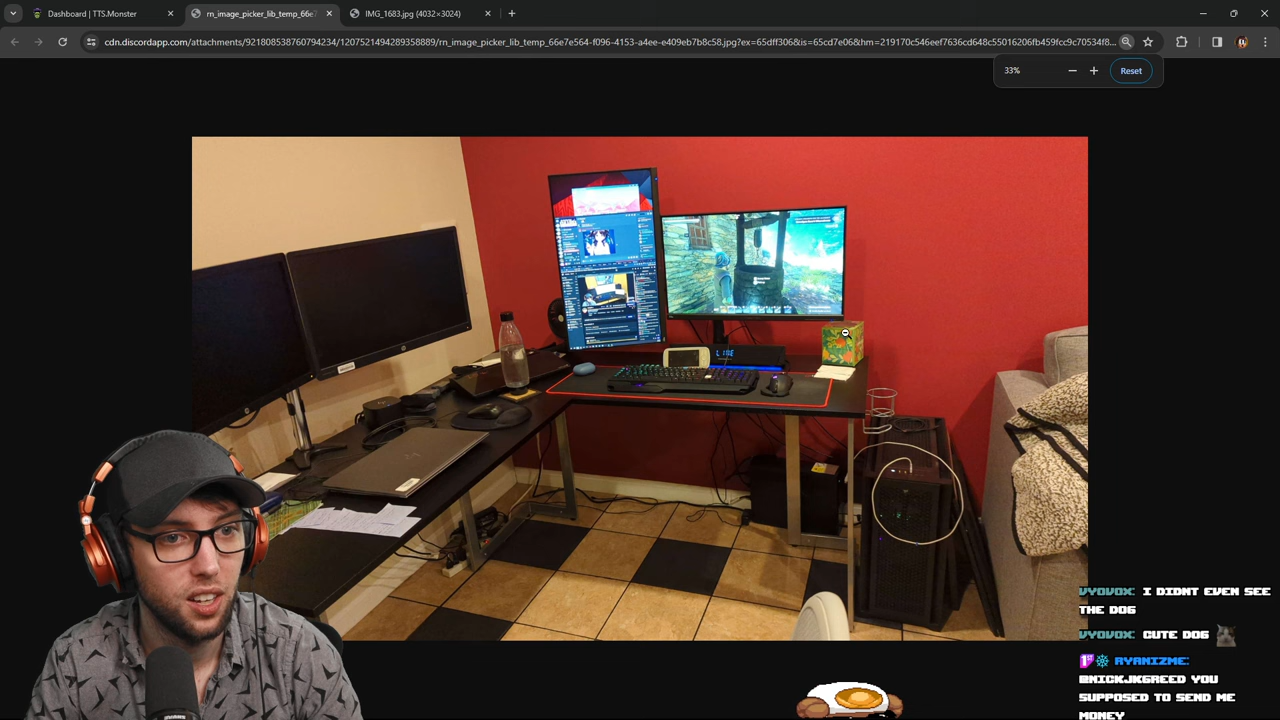 Dashboard | TTS.Monster
rn_image_picker_lib_temp_66e7
IMG_1683.jpg (4032×3024)
cdn.discordapp.com/attachments/921808538760794234/1207521494289358889/rn_image_picker_lib_temp_66e7e564-f096-4153-a4ee-e409eb7b8c58.jpg?ex=65dff306&is=65cd7e06&hm=219170c546eef7636cd648c55016206fb459fcc9c70534f8...
33%
Reset
VYOVOX: I DIDNT EVEN SEE
THE DOG
VYOVOX: CUTE DOG
RYANIZME:
@NICKJKGREED YOU
SUPPOSED TO SEND ME
MONEY